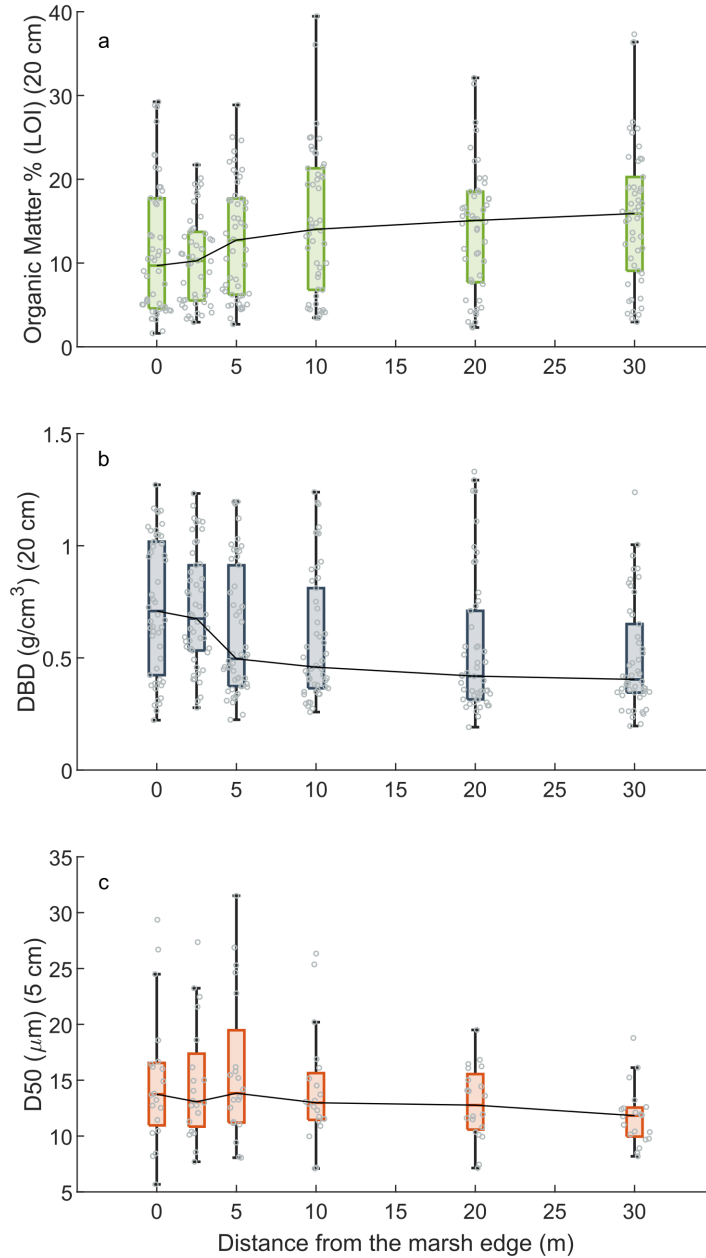 a
Organic Matter % (LOI) (20 cm)
40
30
20
10
0
0 5 10 15 20 25 30
b
DBD (g/cm³) (20 cm)
1.5
1
0.5
0
0 5 10 15 20 25 30
c
D50 (μm) (5 cm)
35
30
25
20
15
10
5
0 5 10 15 20 25 30
Distance from the marsh edge (m)